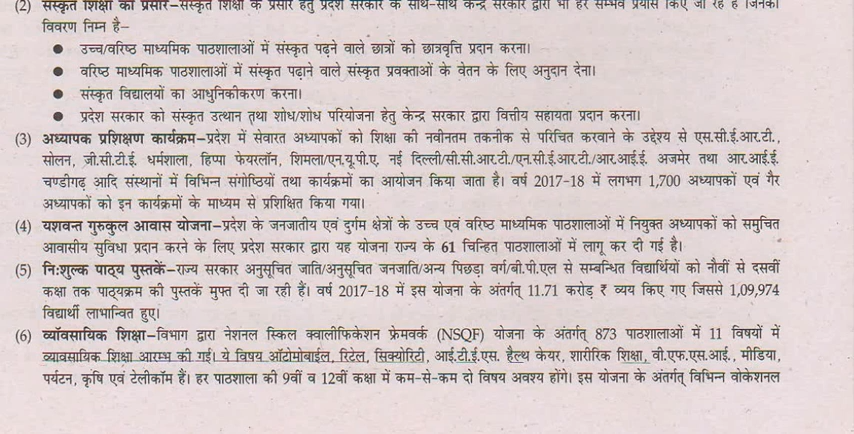 (2) संस्कृत शिक्षा का प्रसार–संस्कृत शिक्षा के प्रसार हेतु प्रदेश सरकार के साथ-साथ केन्द्र सरकार द्वारा भी हर सम्भव प्रयास किए जा रहे हैं जिनका
विवरण निम्न है–
● उच्च/वरिष्ठ माध्यमिक पाठशालाओं में संस्कृत पढ़ने वाले छात्रों को छात्रवृत्ति प्रदान करना।
● वरिष्ठ माध्यमिक पाठशालाओं में संस्कृत पढ़ाने वाले संस्कृत प्रवक्ताओं के वेतन के लिए अनुदान देना।
● संस्कृत विद्यालयों का आधुनिकीकरण करना।
● प्रदेश सरकार को संस्कृत उत्थान तथा शोध/शोध परियोजना हेतु केन्द्र सरकार द्वारा वित्तीय सहायता प्रदान करना।
(3) अध्यापक प्रशिक्षण कार्यक्रम–प्रदेश में सेवारत अध्यापकों को शिक्षा की नवीनतम तकनीक से परिचित करवाने के उद्देश्य से एस.सी.ई.आर.टी.,
सोलन, जी.सी.टी.ई. धर्मशाला, हिप्पा फेयरलॉन, शिमला/एन.यू.पी.ए. नई दिल्ली/सी.सी.आर.टी./एन.सी.ई.आर.टी./आर.आई.ई. अजमेर तथा आर.आई.ई.
चण्डीगढ़ आदि संस्थानों में विभिन्न संगोष्ठियों तथा कार्यक्रमों का आयोजन किया जाता है। वर्ष 2017-18 में लगभग 1,700 अध्यापकों एवं गैर
अध्यापकों को इन कार्यक्रमों के माध्यम से प्रशिक्षित किया गया।
(4) यशवन्त गुरुकुल आवास योजना–प्रदेश के जनजातीय एवं दुर्गम क्षेत्रों के उच्च एवं वरिष्ठ माध्यमिक पाठशालाओं में नियुक्त अध्यापकों को समुचित
आवासीय सुविधा प्रदान करने के लिए प्रदेश सरकार द्वारा यह योजना राज्य के 61 चिन्हित पाठशालाओं में लागू कर दी गई है।
(5) नि:शुल्क पाठ्य पुस्तकें–राज्य सरकार अनुसूचित जाति/अनुसूचित जनजाति/अन्य पिछड़ा वर्ग/बी.पी.एल से सम्बन्धित विद्यार्थियों को नौवीं से दसवीं
कक्षा तक पाठ्यक्रम की पुस्तकें मुफ्त दी जा रही हैं। वर्ष 2017-18 में इस योजना के अंतर्गत् 11.71 करोड़ ₹ व्यय किए गए जिससे 1,09,974
विद्यार्थी लाभान्वित हुए।
(6) व्यॉवसायिक शिक्षा–विभाग द्वारा नेशनल स्किल क्वालीफिकेशन फ्रेमवर्क (NSQF) योजना के अंतर्गत् 873 पाठशालाओं में 11 विषयों में
व्यावसायिक शिक्षा आरम्भ की गई। ये विषय ऑटोमोबाईल, रिटेल, सिक्योरिटी, आई.टी.ई.एस. हैल्थ केयर, शारीरिक शिक्षा, वी.एफ.एस.आई., मीडिया,
पर्यटन, कृषि एवं टेलीकॉम हैं। हर पाठशाला की 9वीं व 12वीं कक्षा में कम-से-कम दो विषय अवश्य होंगे। इस योजना के अंतर्गत् विभिन्न वोकेशनल